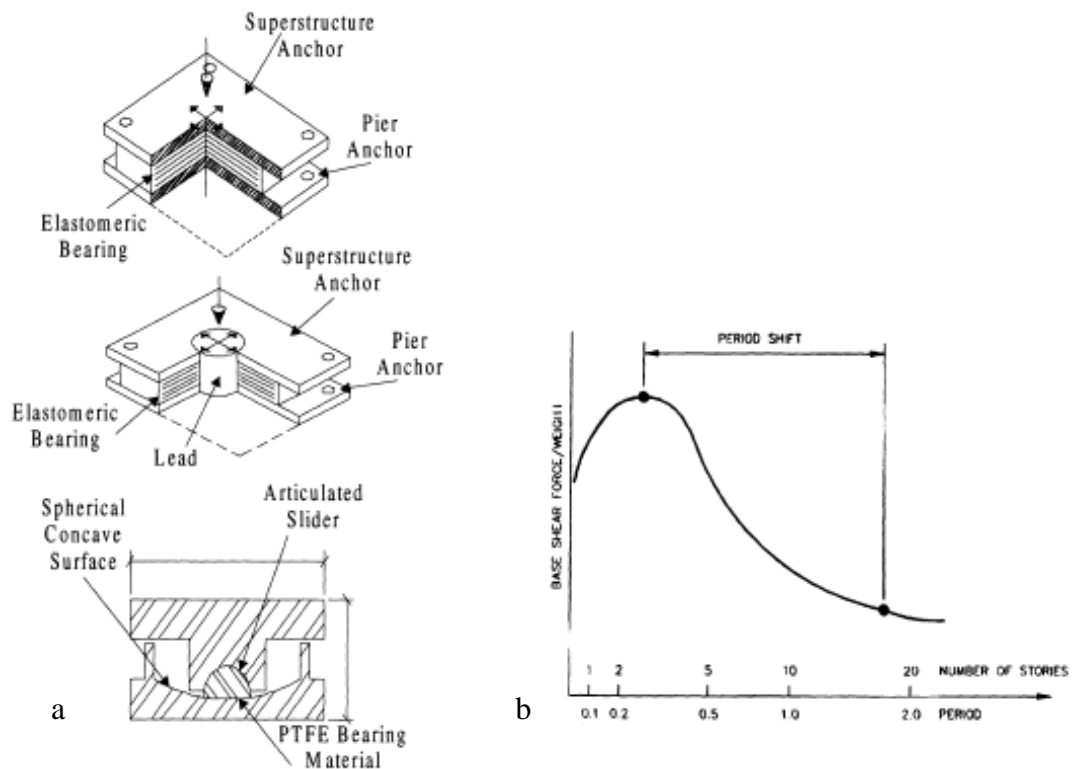 Superstructure
Anchor
Pier
Anchor
Elastomeric
Bearing
Superstructure
Anchor
Pier
Anchor
Elastomeric
Bearing
Lead
Spherical
Concave
Surface
Articulated
Slider
PTFE Bearing
Material
a
PERIOD SHIFT
BASE SHEAR FORCE/
1 2 5 10 20 NUMBER OF STORIES
0.1 0.2 0.5 1.0 2.0 PERIOD
b